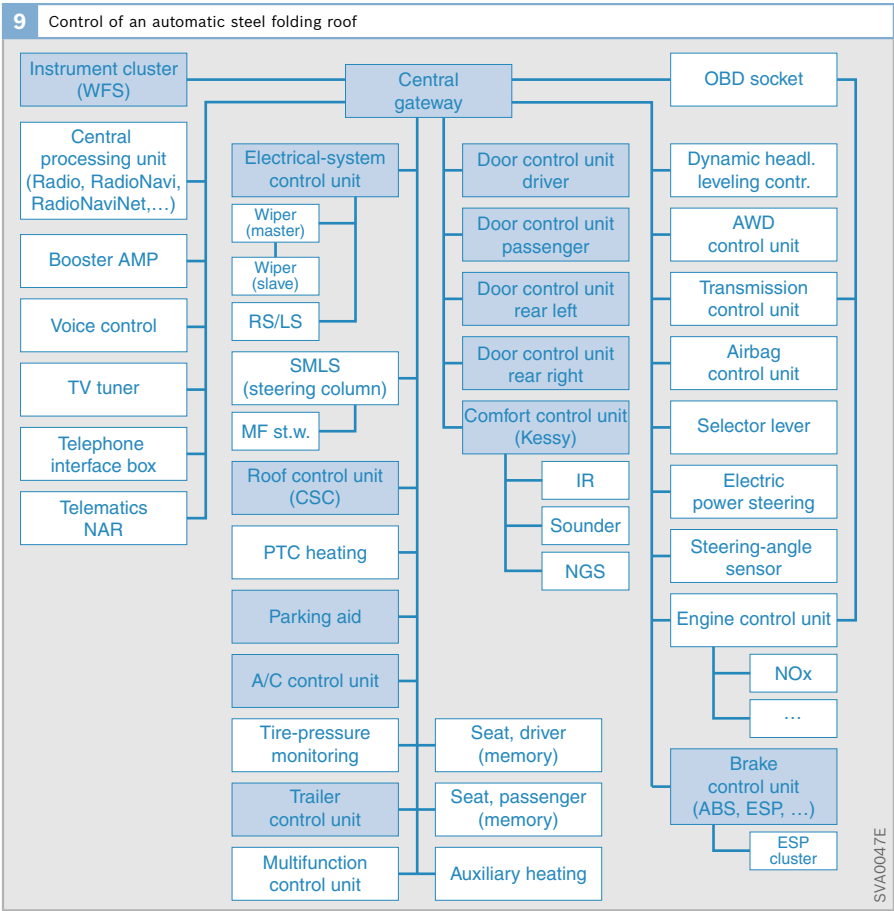 9 Control of an automatic steel folding roof
Instrument cluster
(WFS)
Central
gateway
OBD socket
Central
processing unit
(Radio, RadioNavi,
RadioNaviNet,...)
Booster AMP
Voice control
TV tuner
Telephone
interface box
Telematics
NAR
Electrical-system
control unit
Wiper
(master)
Wiper
(slave)
RS/LS
SMLS
(steering column)
MF st.w.
Roof control unit
(CSC)
PTC heating
Parking aid
A/C control unit
Tire-pressure
monitoring
Trailer
control unit
Multifunction
control unit
Seat, driver
(memory)
Seat, passenger
(memory)
Auxiliary heating
Door control unit
driver
Door control unit
passenger
Door control unit
rear left
Door control unit
rear right
Comfort control unit
(Kessy)
IR
Sounder
NGS
Dynamic headl.
leveling contr.
AWD
control unit
Transmission
control unit
Airbag
control unit
Selector lever
Electric
power steering
Steering-angle
sensor
Engine control unit
NOx
...
Brake
control unit
(ABS, ESP, ...)
ESP
cluster
SVA0047E